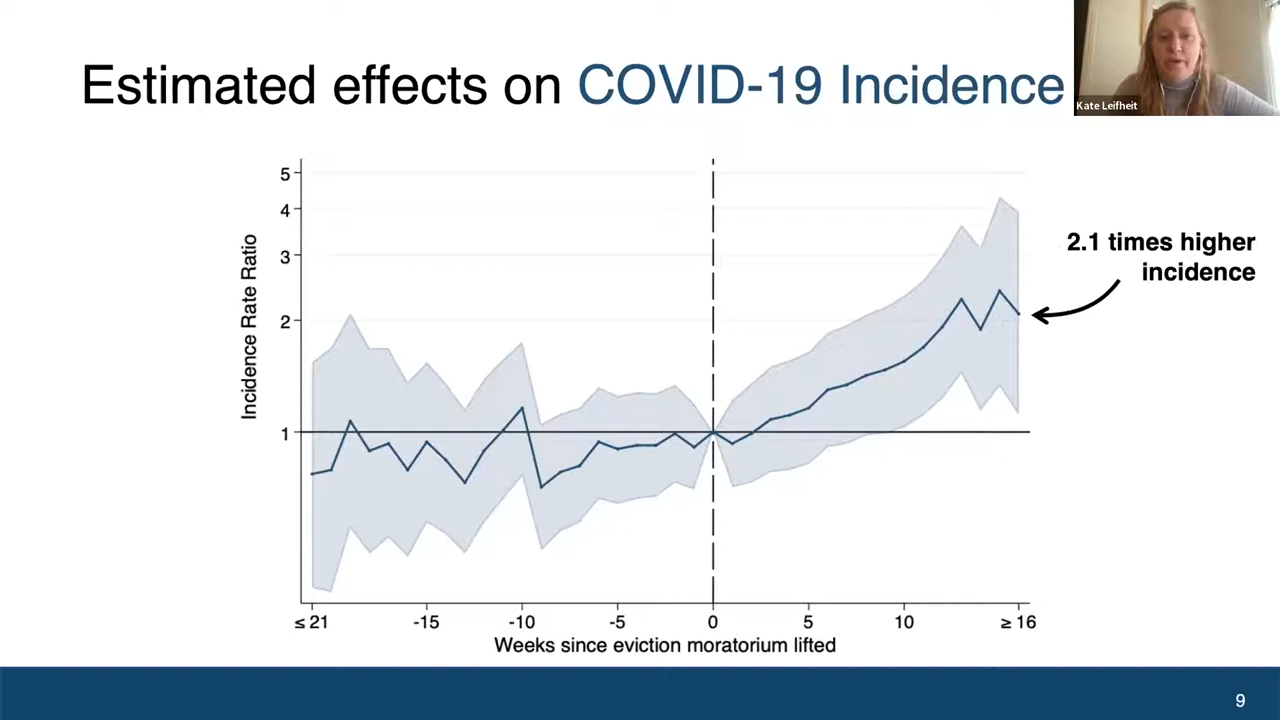 Estimated effects on COVID-19 Incidence
Kate Leifheit
5
4
3
2
1
Incidence Rate Ratio
2.1 times higher
incidence
≤ 21 -15 -10 -5 0 5 10 ≥ 16
Weeks since eviction moratorium lifted
9